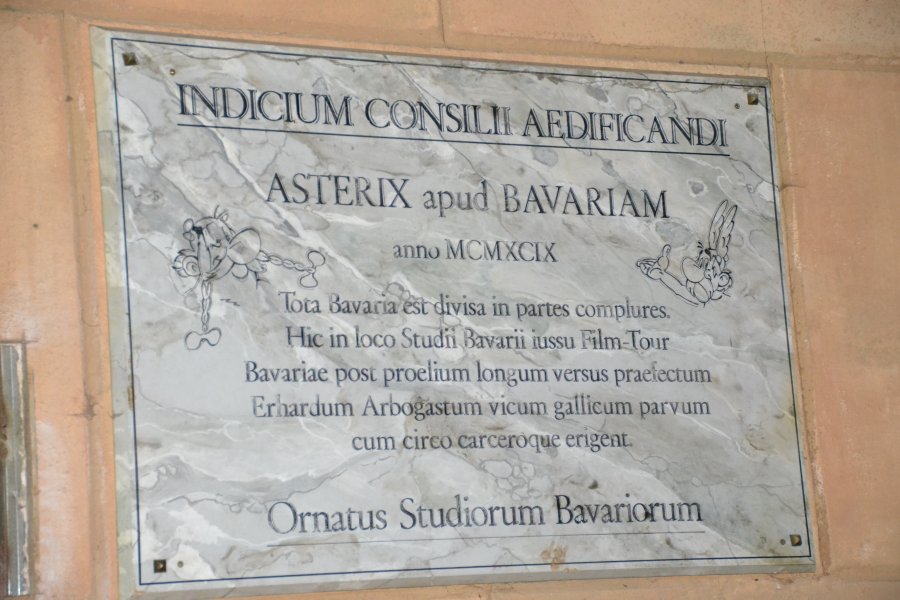 INDICIUM CONSILII AEDIFICANDI
ASTERIX apud BAVARIAM
anno MCMXCIX
Tota Bavaria est divisa in partes complures.
Hic in loco Studii Bavarii iussu Film-Tour
Bavariae post proelium longum versus praefectum
Erhardum Arbogastum vicum gallicum parvum
cum circo carceroque erigent.
Ornatus Studiorum Bavariorum